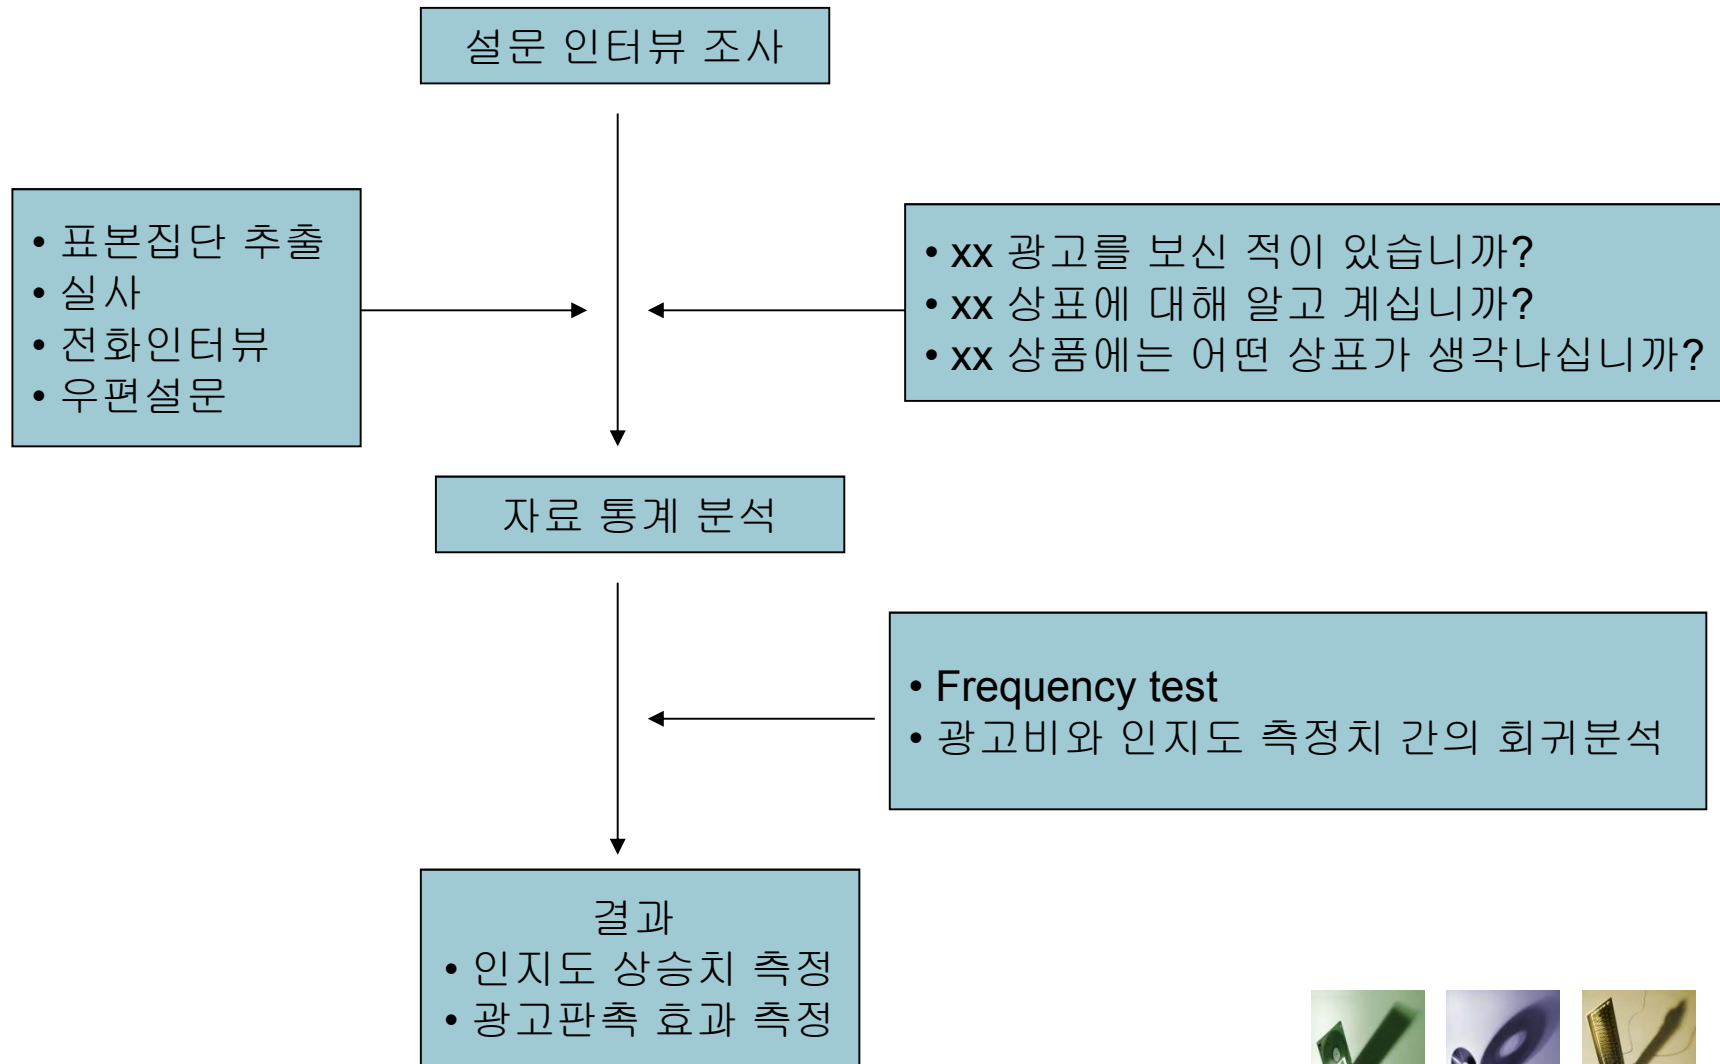 설문 인터뷰 조사
• 표본집단 추출
• 실사
• 전화인터뷰
• 우편설문
• xx 광고를 보신 적이 있습니까?
• xx 상표에 대해 알고 계십니까?
• xx 상품에는 어떤 상표가 생각나십니까?
자료 통계 분석
• Frequency test
• 광고비와 인지도 측정치 간의 회귀분석
결과
• 인지도 상승치 측정
• 광고판촉 효과 측정